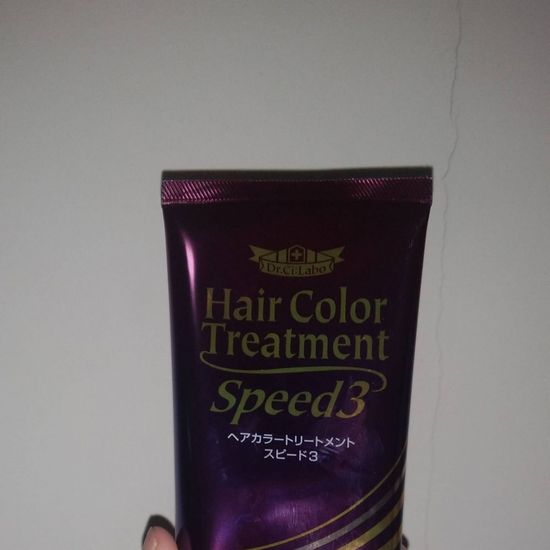 Dr.Ci:Labo
Hair Color
Treatment
Speed3
ヘアカラートリートメント
スピード3